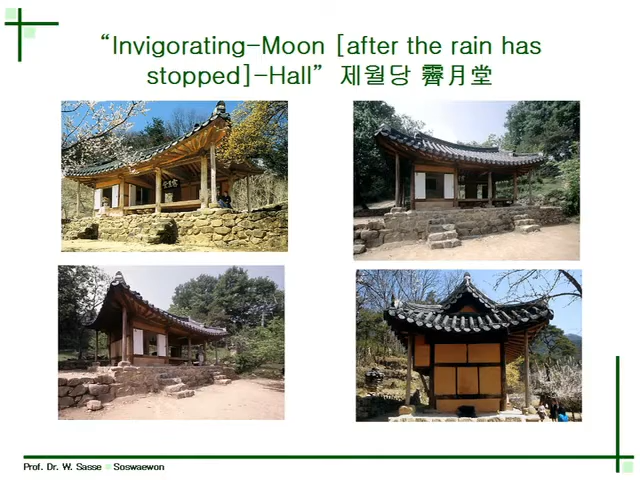 “Invigorating-Moon [after the rain has
stopped]-Hall” 제월당 霽月堂
Prof. Dr. W. Sasse Soswaewon